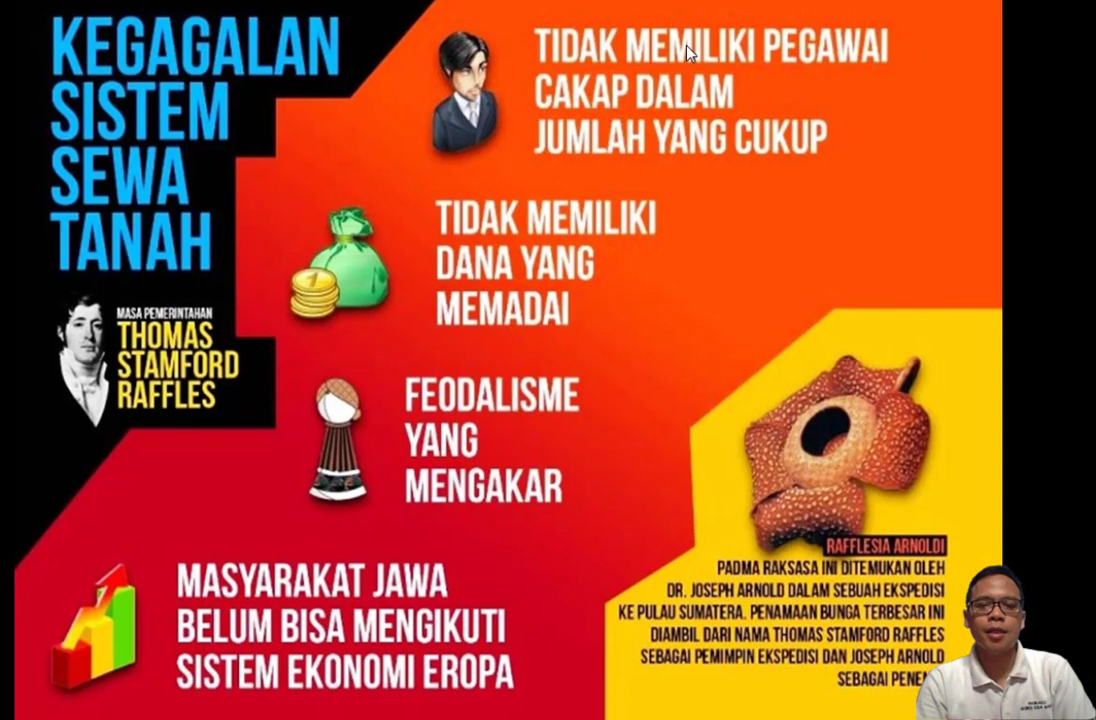 KEGAGALAN
SISTEM
SEWA
TANAH
MASA PEMERINTAHAN
THOMAS
STAMFORD
RAFFLES
TIDAK MEMILIKI PEGAWAI
CAKAP DALAM
JUMLAH YANG CUKUP
TIDAK MEMILIKI
DANA YANG
MEMADAI
FEODALISME
YANG
MENGAKAR
MASYARAKAT JAWA
BELUM BISA MENGIKUTI
SISTEM EKONOMI EROPA
RAFFLESIA ARNOLDI
PADMA RAKSASA INI DITEMUKAN OLEH
DR. JOSEPH ARNOLD DALAM SEBUAH EKSPEDISI
KE PULAU SUMATERA. PENAMAAN BUNGA TERBESAR INI
DIAMBIL DARI NAMA THOMAS STAMFORD RAFFLES
SEBAGAI PEMIMPIN EKSPEDISI DAN JOSEPH ARNOLD
SEBAGAI